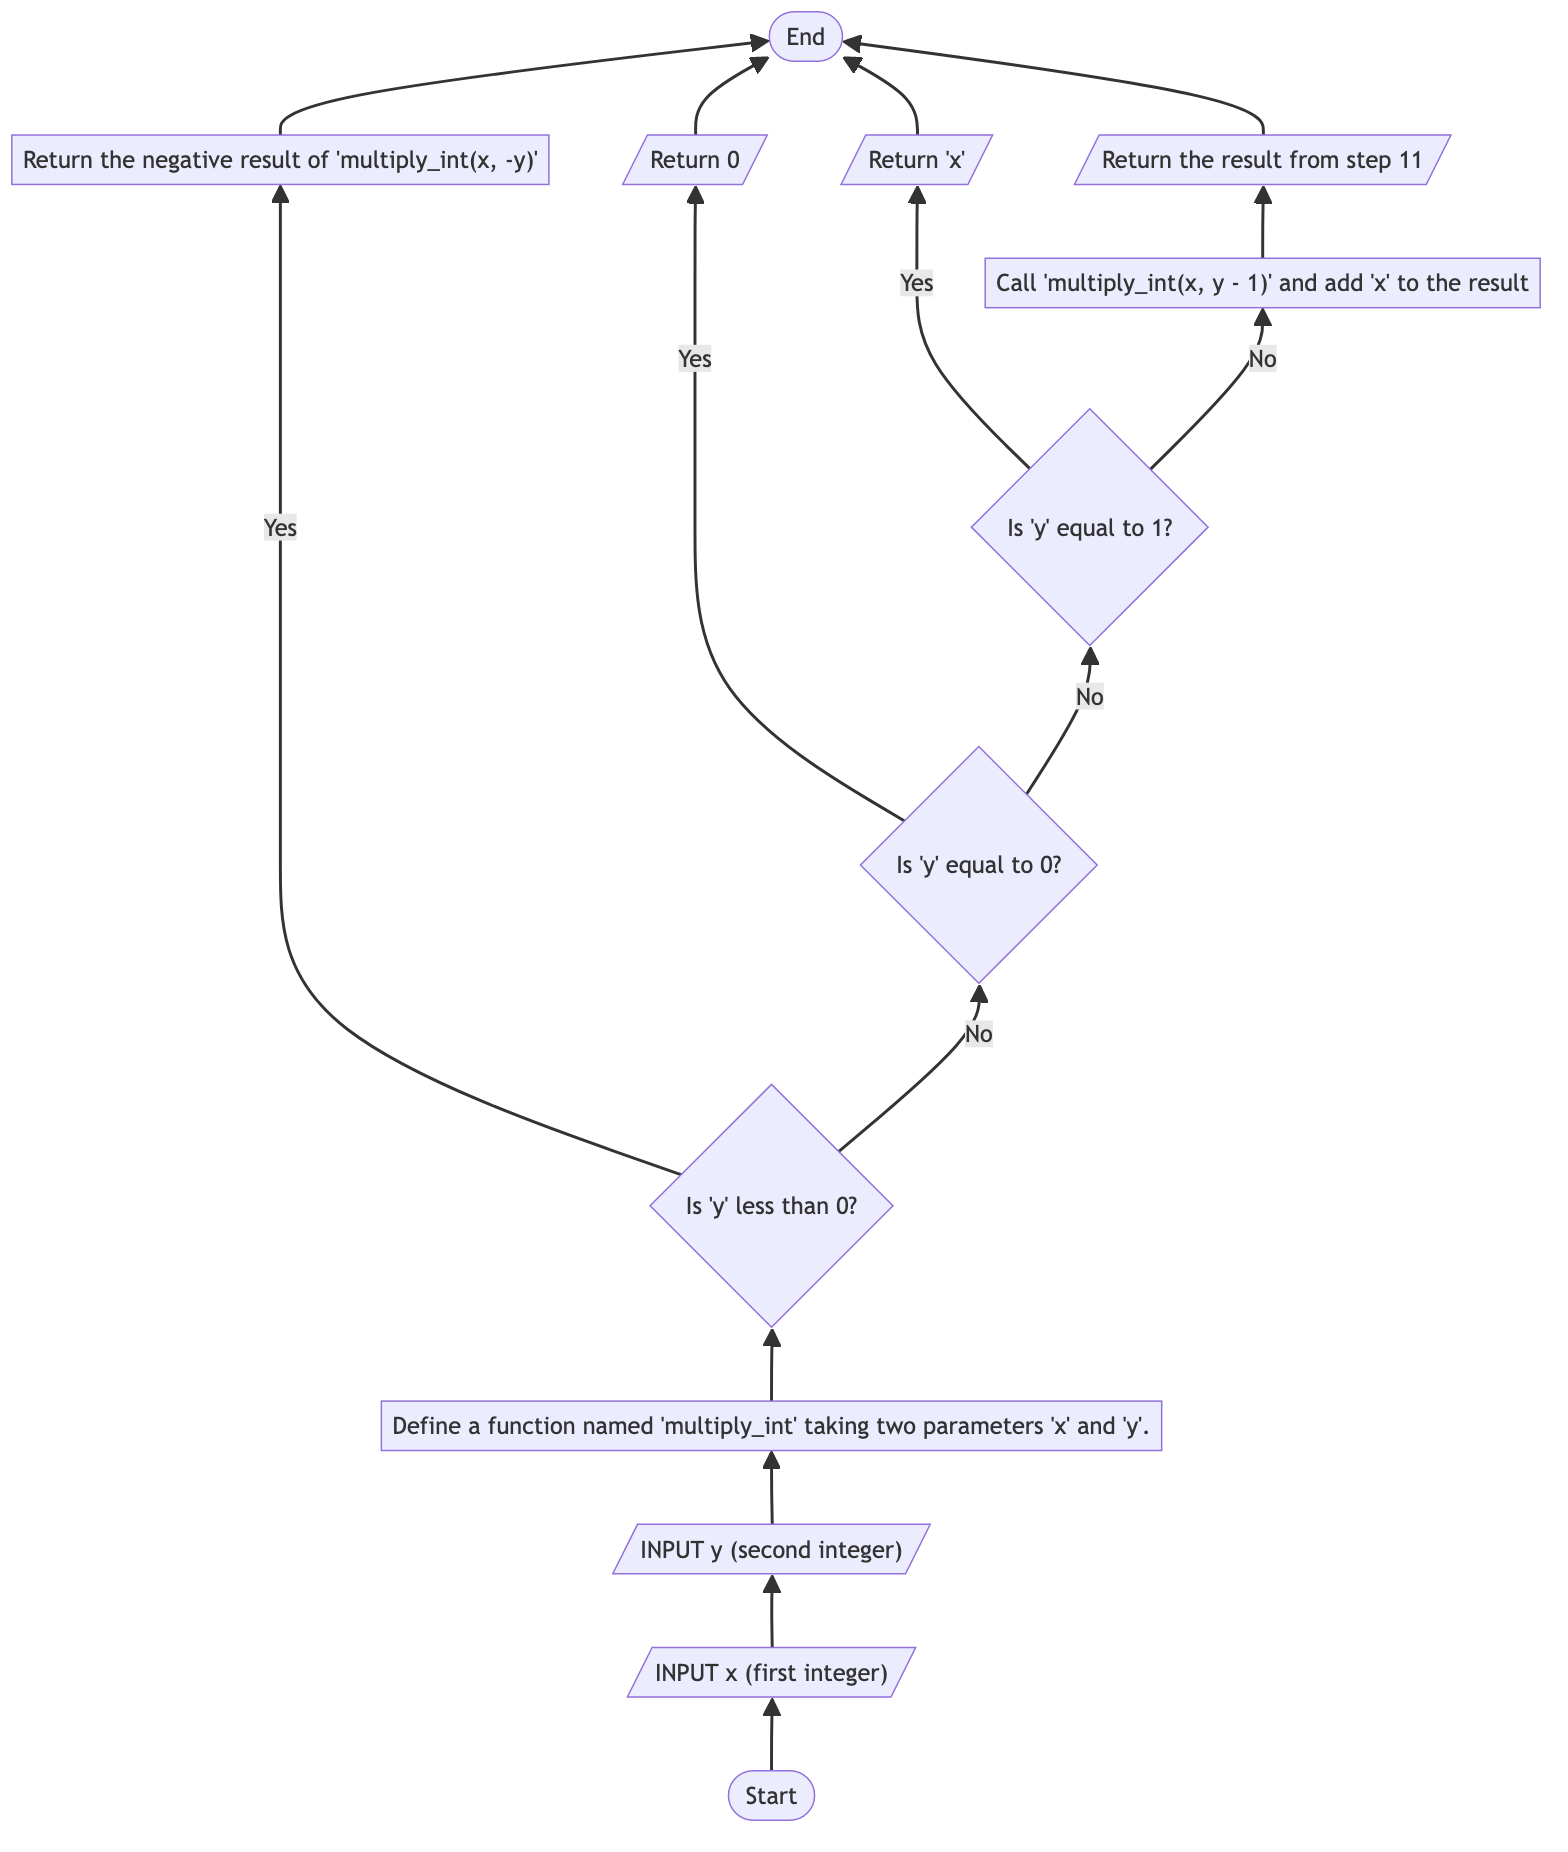 End
Return the negative result of 'multiply_int(x, -y)'
Return 0
Return 'x'
Return the result from step 11
Yes
Call 'multiply_int(x, y - 1)' and add 'x' to the result
Yes
No
Yes
Is 'y' equal to 1?
No
Is 'y' equal to 0?
No
Is 'y' less than 0?
Define a function named 'multiply_int' taking two parameters 'x' and 'y'.
INPUT y (second integer)
INPUT x (first integer)
Start